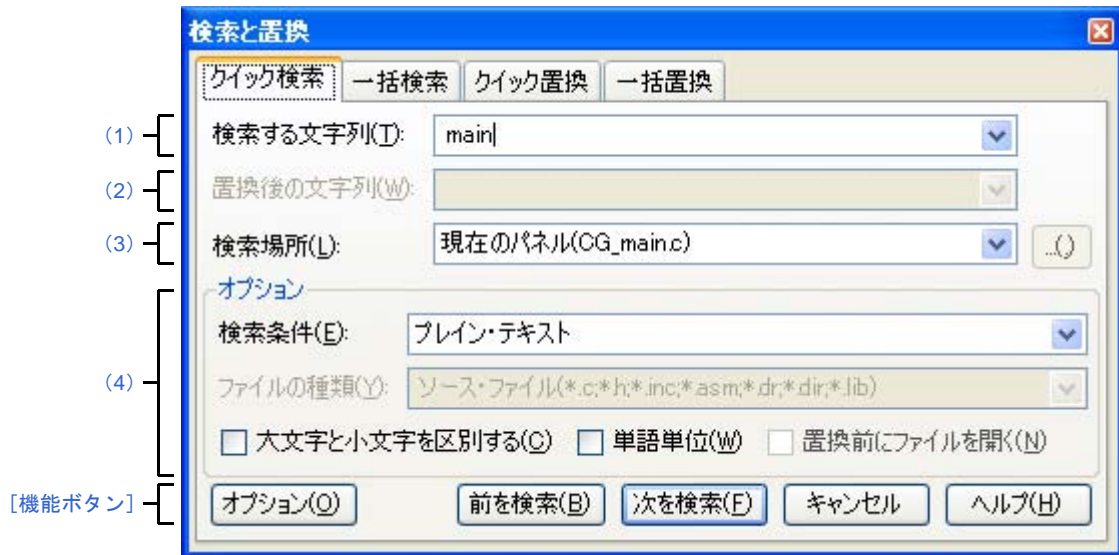 検索と置換
クイック検索 一括検索 クイック置換 一括置換
(1) 検索する文字列(T): main
(2) 置換後の文字列(W):
(3) 検索場所(L): 現在のパネル(CG_main.c) ...()
オプション
検索条件(E): プレイン・テキスト
(4) ファイルの種類(Y): ソース・ファイル(*.c;*.h;*.inc;*.asm;*.dr;*.dir;*.lib)
大文字と小文字を区別する(C) 単語単位(W) 置換前にファイルを開く(N)
[機能ボタン] オプション(O) 前を検索(B) 次を検索(F) キャンセル ヘルプ(H)